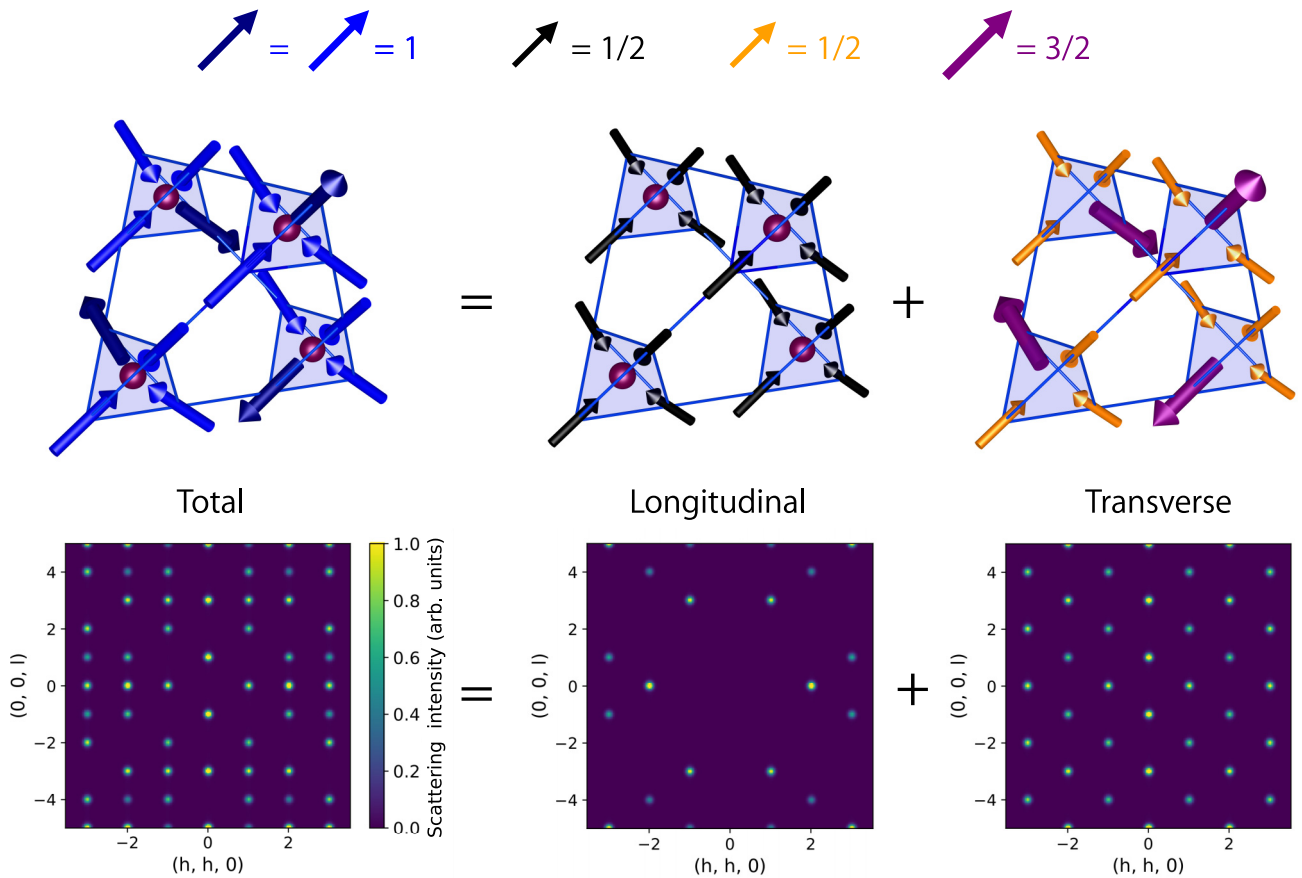 = = 1 = 1/2 = 1/2 = 3/2
= +
Total Longitudinal Transverse
4
2
0
−2
−4
(0, 0, l)
−2 0 2
(h, h, 0)
1.0
0.8
0.6
0.4
0.2
0.0
Scattering intensity (arb. units)
=
4
2
0
−2
−4
(0, 0, l)
−2 0 2
(h, h, 0)
+
4
2
0
−2
−4
(0, 0, l)
−2 0 2
(h, h, 0)